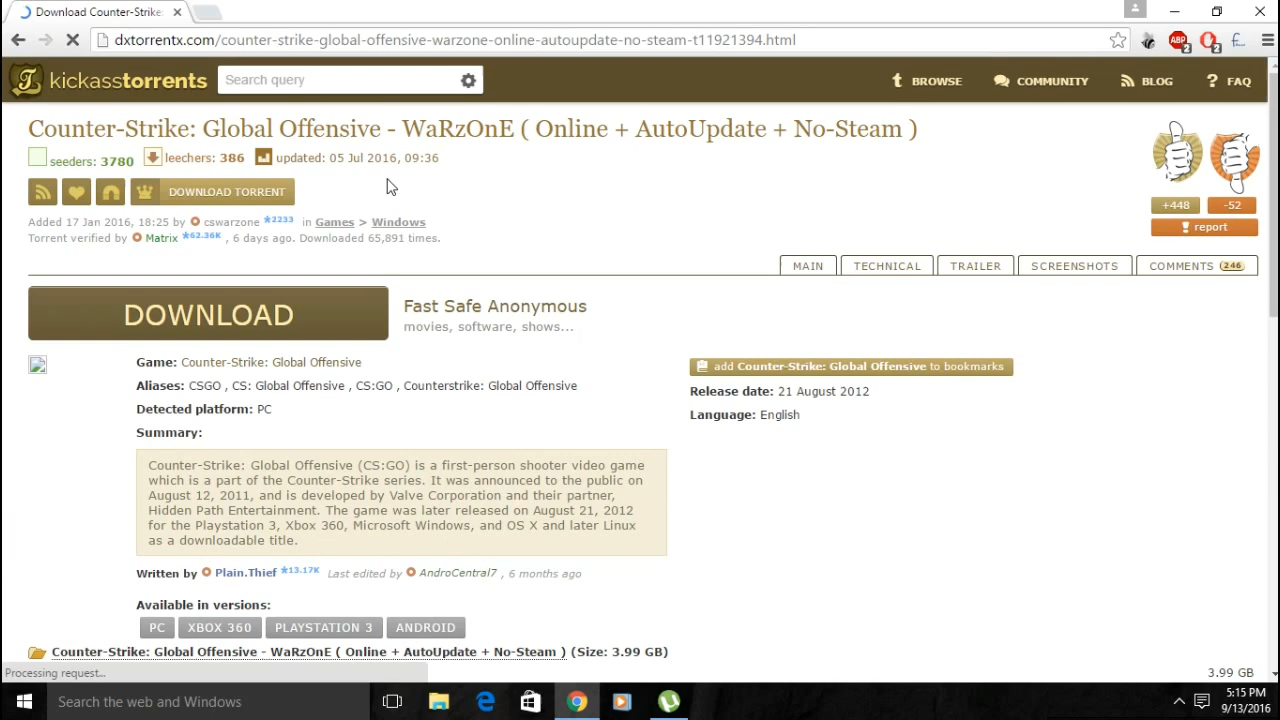 Download Counter-Strike:
dxtorrentx.com/counter-strike-global-offensive-warzone-online-autoupdate-no-steam-t11921394.html
ABP 2 2
kickasstorrents Search query BROWSE COMMUNITY BLOG ? FAQ
Counter-Strike: Global Offensive - WaRzOnE ( Online + AutoUpdate + No-Steam )
seeders: 3780 leechers: 386 updated: 05 Jul 2016, 09:36
DOWNLOAD TORRENT
+448 -52
Added 17 Jan 2016, 18:25 by cswarzone *2233 in Games > Windows
report
Torrent verified by Matrix *62.36K , 6 days ago. Downloaded 65,891 times.
MAIN TECHNICAL TRAILER SCREENSHOTS COMMENTS 246
DOWNLOAD
Fast Safe Anonymous
movies, software, shows...
Game: Counter-Strike: Global Offensive
add Counter-Strike: Global Offensive to bookmarks
Aliases: CSGO , CS: Global Offensive , CS:GO , Counterstrike: Global Offensive
Release date: 21 August 2012
Detected platform: PC
Language: English
Summary:
Counter-Strike: Global Offensive (CS:GO) is a first-person shooter video game
which is a part of the Counter-Strike series. It was announced to the public on
August 12, 2011, and is developed by Valve Corporation and their partner,
Hidden Path Entertainment. The game was later released on August 21, 2012
for the Playstation 3, Xbox 360, Microsoft Windows, and OS X and later Linux
as a downloadable title.
Written by Plain.Thief *13.17K Last edited by AndroCentral7 , 6 months ago
Available in versions:
PC XBOX 360 PLAYSTATION 3 ANDROID
Counter-Strike: Global Offensive - WaRzOnE ( Online + AutoUpdate + No-Steam ) (Size: 3.99 GB)
Processing request... 3.99 GB
Search the web and Windows
5:15 PM
9/13/2016